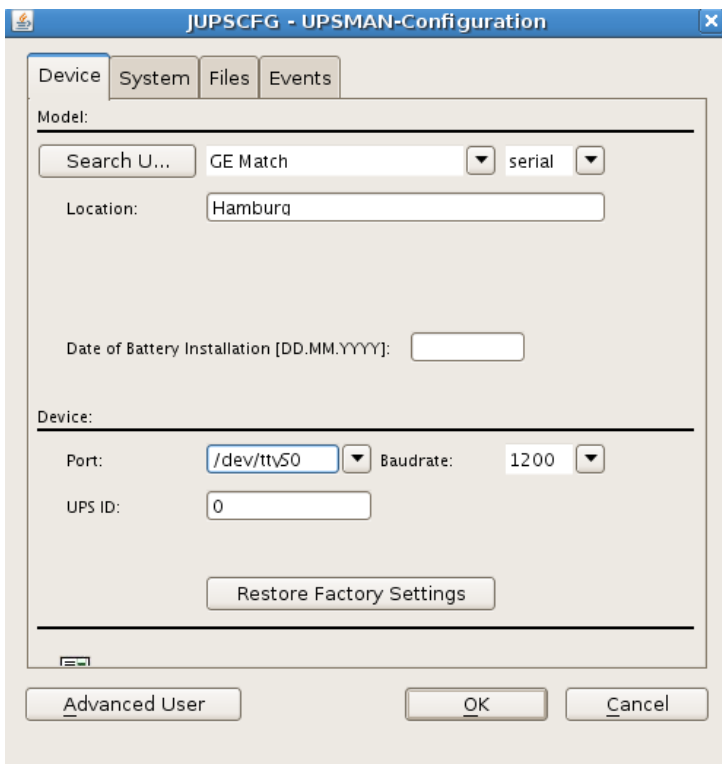 JUPSCFG - UPSMAN-Configuration
Device System Files Events
Model:
Search U... GE Match serial
Location: Hamburg
Date of Battery Installation [DD.MM.YYYY]:
Device:
Port: /dev/ttyS0 Baudrate: 1200
UPS ID: 0
Restore Factory Settings
Advanced User OK Cancel